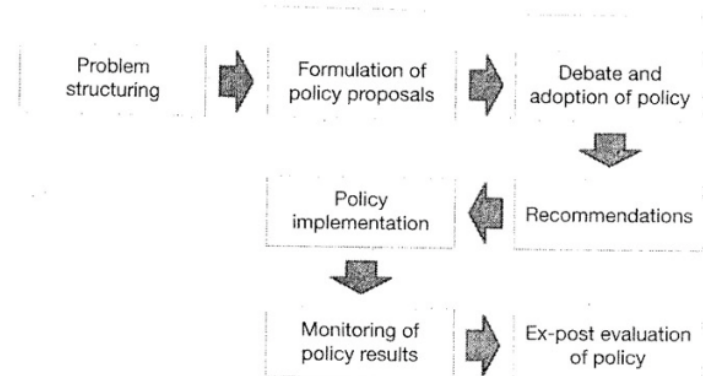 Problem
structuring
Formulation of
policy proposals
Debate and
adoption of policy
Recommendations
Policy
implementation
Monitoring of
policy results
Ex-post evaluation
of policy